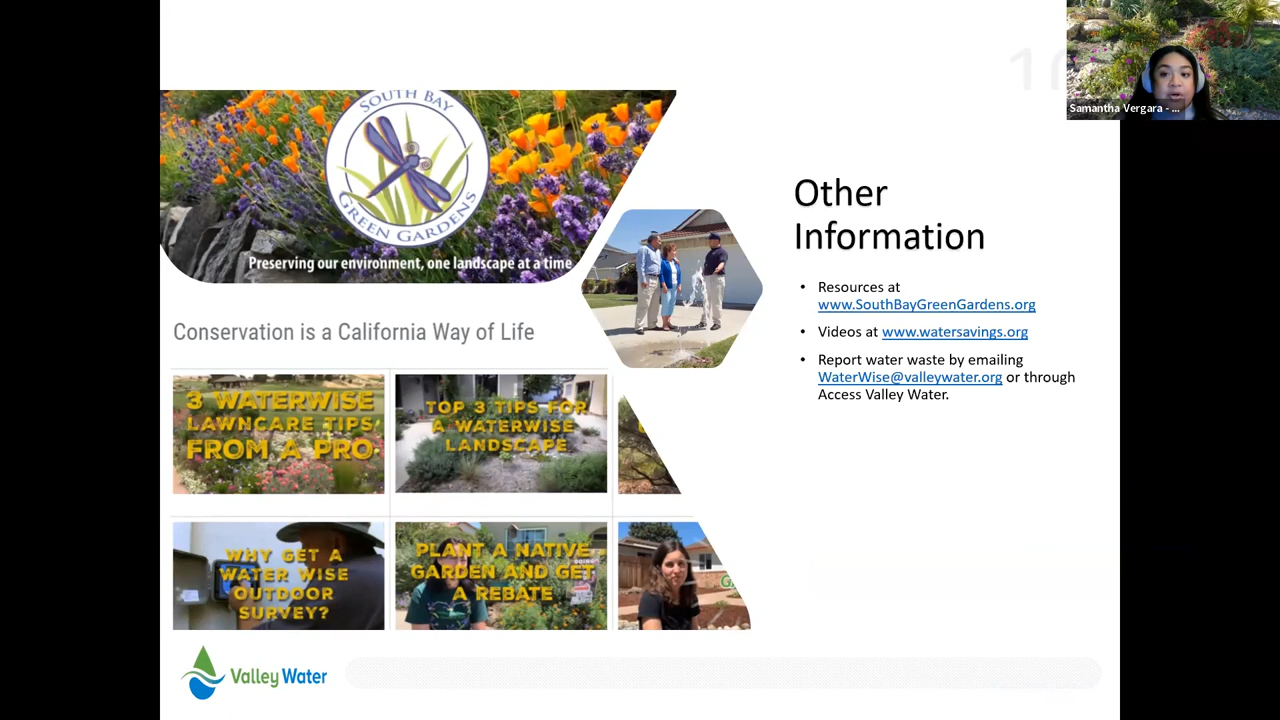 SOUTH BAY
GREEN GARDENS
Preserving our environment, one landscape at a time
Samantha Vergara - ...
Other
Information
• Resources at
www.SouthBayGreenGardens.org
• Videos at www.watersavings.org
• Report water waste by emailing
WaterWise@valleywater.org or through
Access Valley Water.
Conservation is a California Way of Life
3 WATERWISE
LAWNCARE TIPS
FROM A PRO
TOP 3 TIPS FOR
A WATERWISE
LANDSCAPE
WHY GET A
WATER WISE
OUTDOOR
SURVEY?
PLANT A NATIVE
GARDEN AND GET
A REBATE
Valley Water